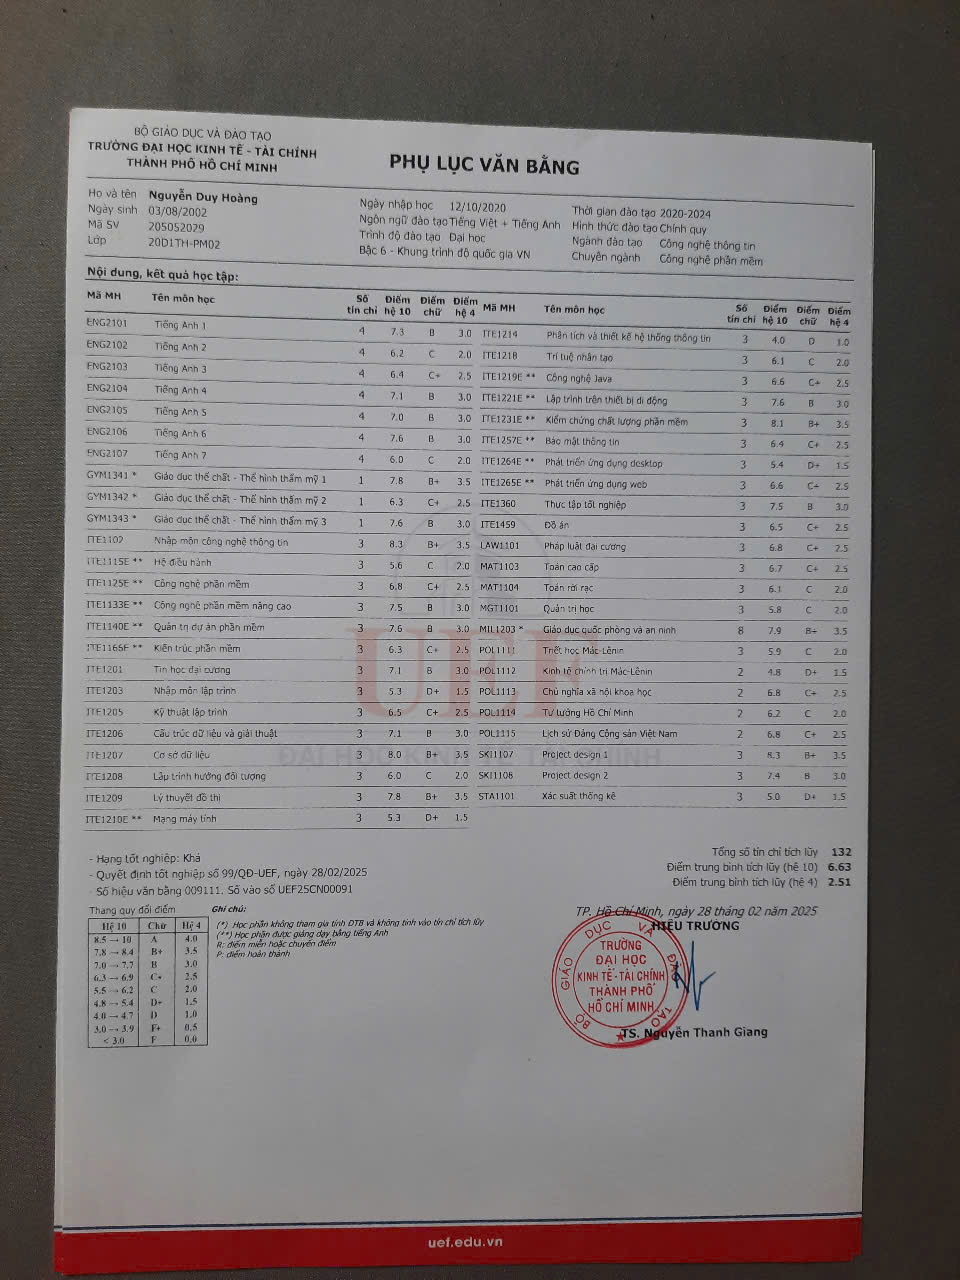 BỘ GIÁO DỤC VÀ ĐÀO TẠO
TRƯỜNG ĐẠI HỌC KINH TẾ - TÀI CHÍNH
THÀNH PHỐ HỒ CHÍ MINH
PHỤ LỤC VĂN BẰNG
Họ và tên Nguyễn Duy Hoàng
Ngày sinh 03/08/2002
Mã SV 205052029
Lớp 20D1TH-PM02
Ngày nhập học 12/10/2020
Ngôn ngữ đào tạo Tiếng Việt + Tiếng Anh
Trình độ đào tạo Đại học
Bậc 6 - Khung trình độ quốc gia VN
Thời gian đào tạo 2020-2024
Hình thức đào tạo Chính quy
Ngành đào tạo Công nghệ thông tin
Chuyên ngành Công nghệ phần mềm
Nội dung, kết quả học tập:
Mã MH Tên môn học Số tín chỉ Điểm hệ 10 Điểm chữ Điểm hệ 4
ENG2101 Tiếng Anh 1 4 7.3 B 3.0
ENG2102 Tiếng Anh 2 4 6.2 C 2.0
ENG2103 Tiếng Anh 3 4 6.4 C+ 2.5
ENG2104 Tiếng Anh 4 4 7.1 B 3.0
ENG2105 Tiếng Anh 5 4 7.0 B 3.0
ENG2106 Tiếng Anh 6 4 7.6 B 3.0
ENG2107 Tiếng Anh 7 4 6.0 C 2.0
GYM1341 * Giáo dục thể chất - Thể hình thẩm mỹ 1 1 7.8 B+ 3.5
GYM1342 * Giáo dục thể chất - Thể hình thẩm mỹ 2 1 6.3 C+ 2.5
GYM1343 * Giáo dục thể chất - Thể hình thẩm mỹ 3 1 7.6 B 3.0
ITE1102 Nhập môn công nghệ thông tin 3 8.3 B+ 3.5
ITE1115E ** Hệ điều hành 3 5.6 C 2.0
ITE1125E ** Công nghệ phần mềm 3 6.8 C+ 2.5
ITE1133E ** Công nghệ phần mềm nâng cao 3 7.5 B 3.0
ITE1140E ** Quản trị dự án phần mềm 3 7.6 B 3.0
ITE1166E ** Kiến trúc phần mềm 3 6.3 C+ 2.5
ITE1201 Tin học đại cương 3 7.1 B 3.0
ITE1203 Nhập môn lập trình 3 5.3 D+ 1.5
ITE1205 Kỹ thuật lập trình 3 6.5 C+ 2.5
ITE1206 Cấu trúc dữ liệu và giải thuật 3 7.1 B 3.0
ITE1207 Cơ sở dữ liệu 3 8.0 B+ 3.5
ITE1208 Lập trình hướng đối tượng 3 6.0 C 2.0
ITE1209 Lý thuyết đồ thị 3 7.8 B+ 3.5
ITE1210E ** Mạng máy tính 3 5.3 D+ 1.5
Mã MH Tên môn học Số tín chỉ Điểm hệ 10 Điểm chữ Điểm hệ 4
ITE1214 Phân tích và thiết kế hệ thống thông tin 3 4.0 D 1.0
ITE1218 Trí tuệ nhân tạo 3 6.1 C 2.0
ITE1219E ** Công nghệ Java 3 6.6 C+ 2.5
ITE1221E ** Lập trình trên thiết bị di động 3 7.6 B 3.0
ITE1231E ** Kiểm chứng chất lượng phần mềm 3 8.1 B+ 3.5
ITE1257E ** Bảo mật thông tin 3 6.4 C+ 2.5
ITE1264E ** Phát triển ứng dụng desktop 3 5.4 D+ 1.5
ITE1265E ** Phát triển ứng dụng web 3 6.6 C+ 2.5
ITE1360 Thực tập tốt nghiệp 3 7.5 B 3.0
ITE1459 Đồ án 3 6.5 C+ 2.5
LAW1101 Pháp luật đại cương 3 6.8 C+ 2.5
MAT1103 Toán cao cấp 3 6.7 C+ 2.5
MAT1104 Toán rời rạc 3 6.1 C 2.0
MGT1101 Quản trị học 3 5.8 C 2.0
MIL1203 * Giáo dục quốc phòng và an ninh 8 7.9 B+ 3.5
POL1111 Triết học Mác-Lênin 3 5.9 C 2.0
POL1112 Kinh tế chính trị Mác-Lênin 2 4.8 D+ 1.5
POL1113 Chủ nghĩa xã hội khoa học 2 6.8 C+ 2.5
POL1114 Tư tưởng Hồ Chí Minh 2 6.2 C 2.0
POL1115 Lịch sử Đảng Cộng sản Việt Nam 2 6.8 C+ 2.5
SKI1107 Project design 1 3 8.3 B+ 3.5
SKI1108 Project design 2 3 7.4 B 3.0
STA1101 Xác suất thống kê 3 5.0 D+ 1.5
UEF
ĐẠI HỌC KINH TẾ TÀI CHÍNH
- Hạng tốt nghiệp: Khá
- Quyết định tốt nghiệp số 99/QĐ-UEF, ngày 28/02/2025
- Số hiệu văn bằng 009111. Số vào sổ UEF25CN00091
Tổng số tín chỉ tích lũy 132
Điểm trung bình tích lũy (hệ 10) 6.63
Điểm trung bình tích lũy (hệ 4) 2.51
Thang quy đổi điểm
Hệ 10 Chữ Hệ 4
8.5 → 10 A 4.0
7.8 → 8.4 B+ 3.5
7.0 → 7.7 B 3.0
6.3 → 6.9 C+ 2.5
5.5 → 6.2 C 2.0
4.8 → 5.4 D+ 1.5
4.0 → 4.7 D 1.0
3.0 → 3.9 F+ 0.5
< 3.0 F 0.0
Ghi chú:
(*) Học phần không tham gia tính ĐTB và không tính vào tín chỉ tích lũy
(**) Học phần được giảng dạy bằng tiếng Anh
R: điểm miễn hoặc chuyển điểm
P: điểm hoàn thành
TP. Hồ Chí Minh, ngày 28 tháng 02 năm 2025
HIỆU TRƯỞNG
BỘ GIÁO DỤC VÀ ĐÀO TẠO
TRƯỜNG
ĐẠI HỌC
KINH TẾ - TÀI CHÍNH
THÀNH PHỐ
HỒ CHÍ MINH
TS. Nguyễn Thanh Giang
uef.edu.vn